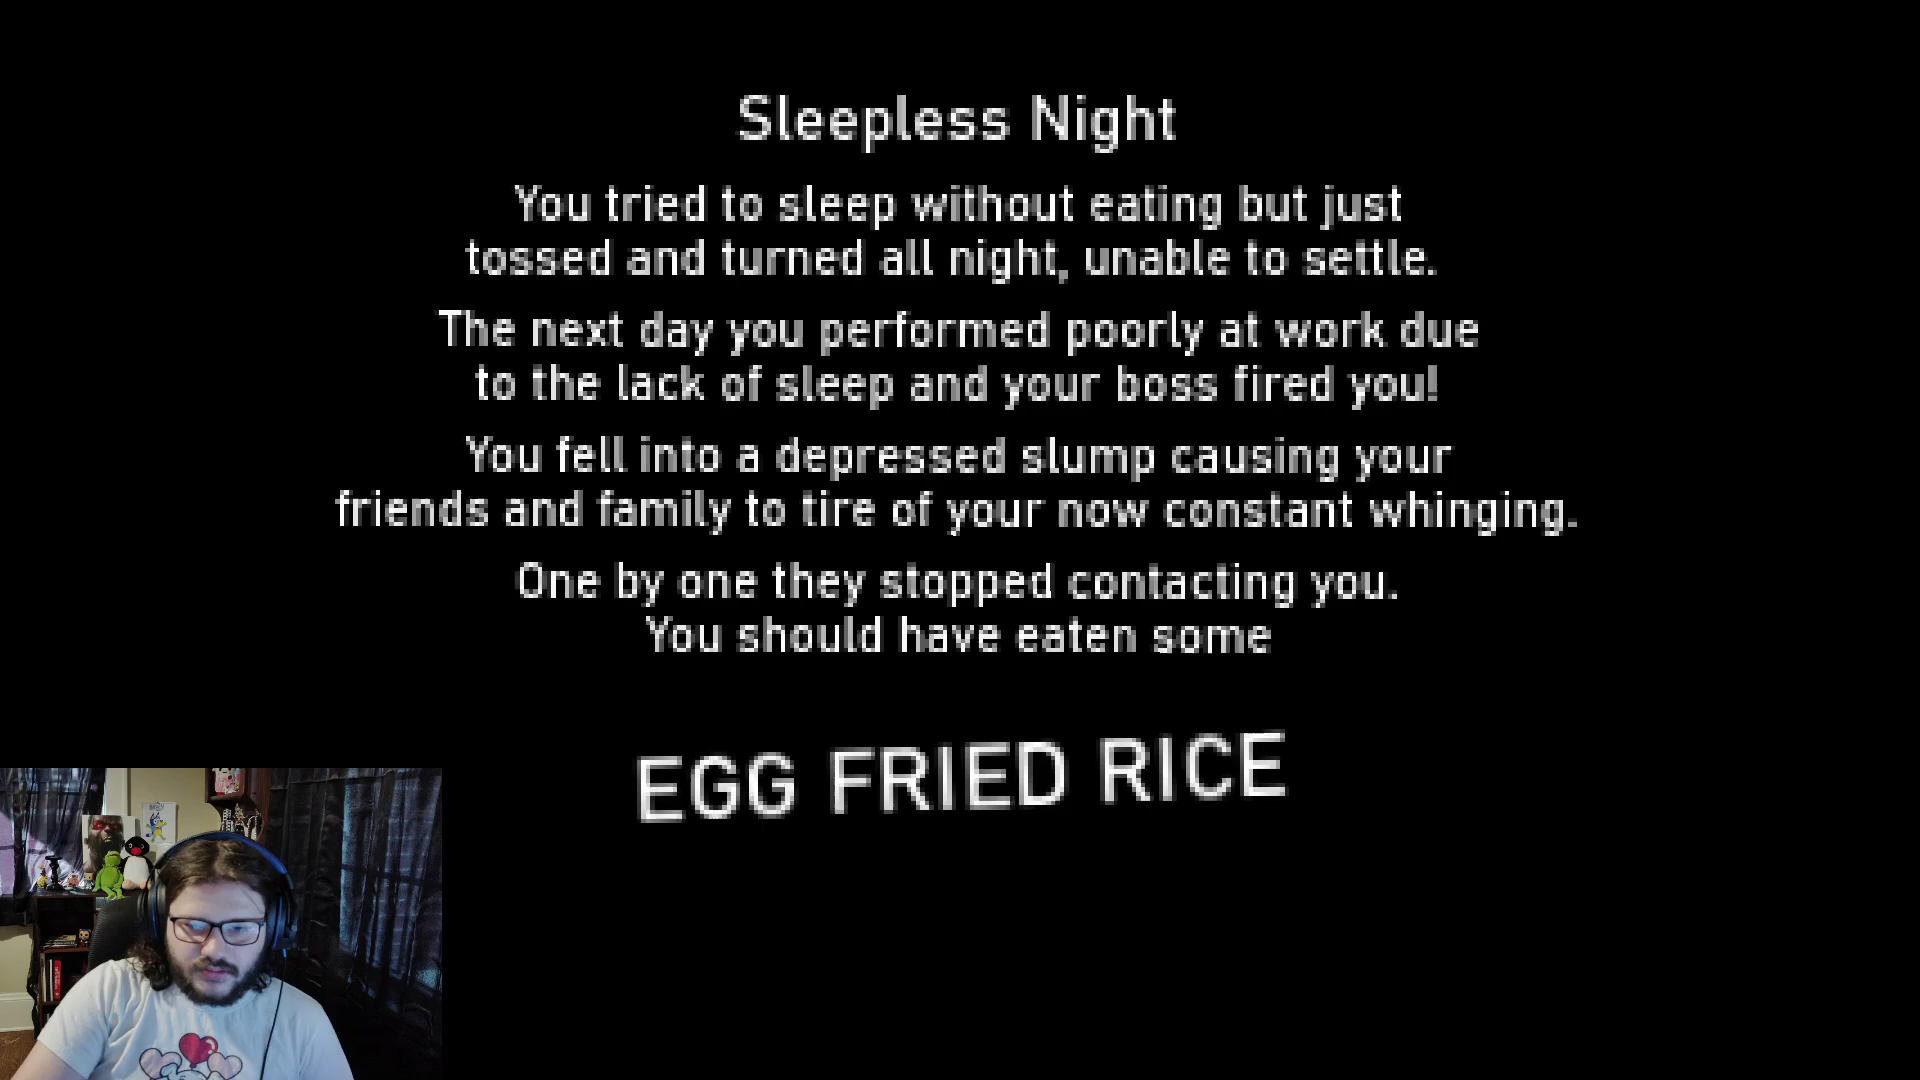 Sleepless Night
You tried to sleep without eating but just
tossed and turned all night, unable to settle.
The next day you performed poorly at work due
to the lack of sleep and your boss fired you!
You fell into a depressed slump causing your
friends and family to tire of your now constant whinging.
One by one they stopped contacting you.
You should have eaten some
EGG FRIED RICE